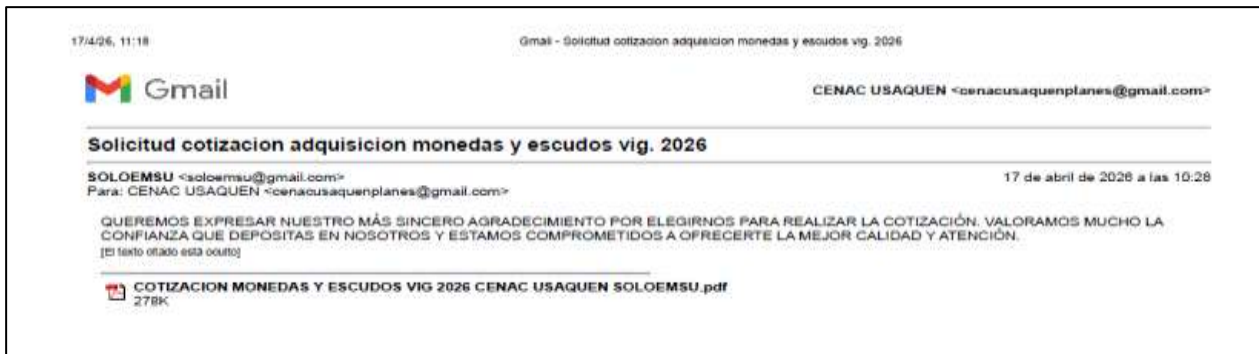 17/4/26, 11:18
Gmail - Solicitud cotizacion adquisicion monedas y escudos vig. 2026
Gmail
CENAC USAQUEN <cenacusaquenplanes@gmail.com>
Solicitud cotizacion adquisicion monedas y escudos vig. 2026
SOLOEMSU <soloemsu@gmail.com>
17 de abril de 2026 a las 10:28
Para: CENAC USAQUEN <cenacusaquenplanes@gmail.com>
QUEREMOS EXPRESAR NUESTRO MÁS SINCERO AGRADECIMIENTO POR ELEGIRNOS PARA REALIZAR LA COTIZACIÓN. VALORAMOS MUCHO LA
CONFIANZA QUE DEPOSITAS EN NOSOTROS Y ESTAMOS COMPROMETIDOS A OFRECERTE LA MEJOR CALIDAD Y ATENCIÓN.
[El texto citado está oculto]
COTIZACION MONEDAS Y ESCUDOS VIG 2026 CENAC USAQUEN SOLOEMSU.pdf
278K